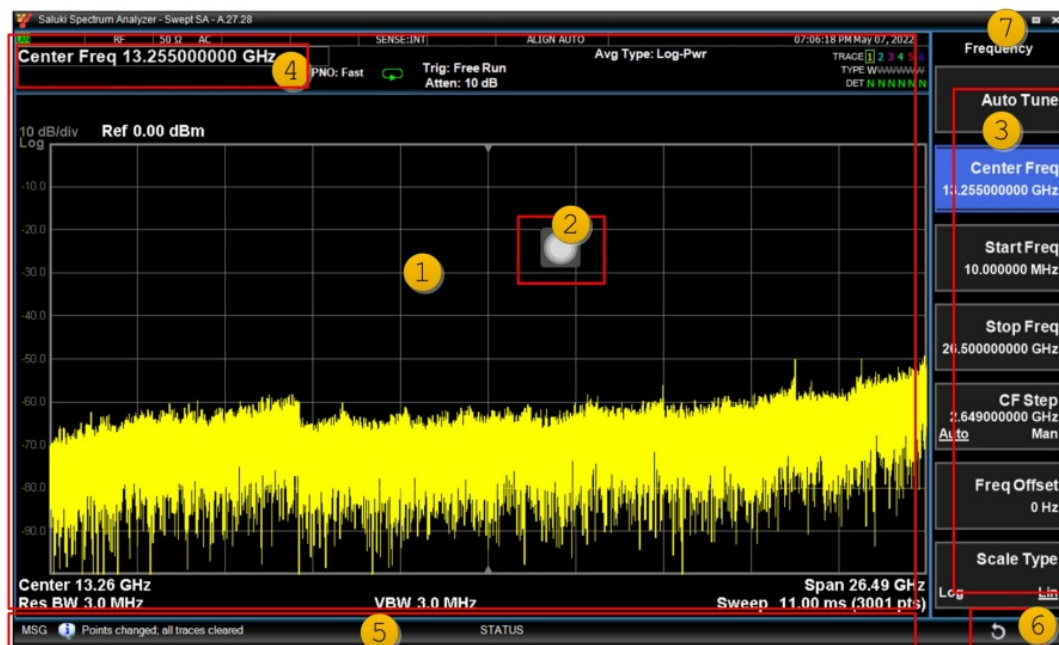 Saluki Spectrum Analyzer - Swept SA - A.27.28
LAN RF 50 Ω AC SENSE:INT ALIGN AUTO 07:06:18 PM May 07, 2022
Center Freq 13.255000000 GHz
4
PNO: Fast
Trig: Free Run
Atten: 10 dB
Avg Type: Log-Pwr
TRACE 1 2 3 4 5 6
TYPE WWWWWW
DET N N N N N N
7
Frequency
10 dB/div Ref 0.00 dBm
Log
-10.0
-20.0
-30.0
-40.0
-50.0
-60.0
-70.0
-80.0
-90.0
1
2
Center 13.26 GHz Span 26.49 GHz
Res BW 3.0 MHz VBW 3.0 MHz Sweep 11.00 ms (3001 pts)
Auto Tune
3
Center Freq
13.255000000 GHz
Start Freq
10.000000 MHz
Stop Freq
26.500000000 GHz
CF Step
2.649000000 GHz
Auto Man
Freq Offset
0 Hz
Scale Type
Log Lin
MSG Points changed; all traces cleared 5 STATUS
6